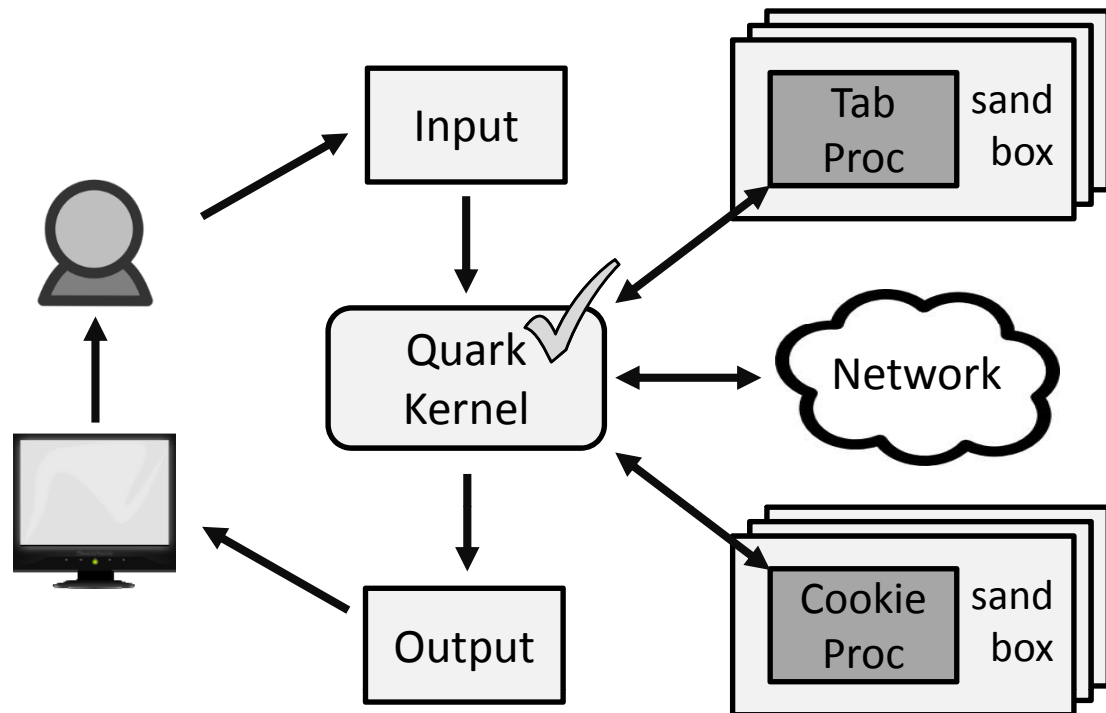 Input
Tab
Proc
sand
box
Quark
Kernel
Network
Output
Cookie
Proc
sand
box